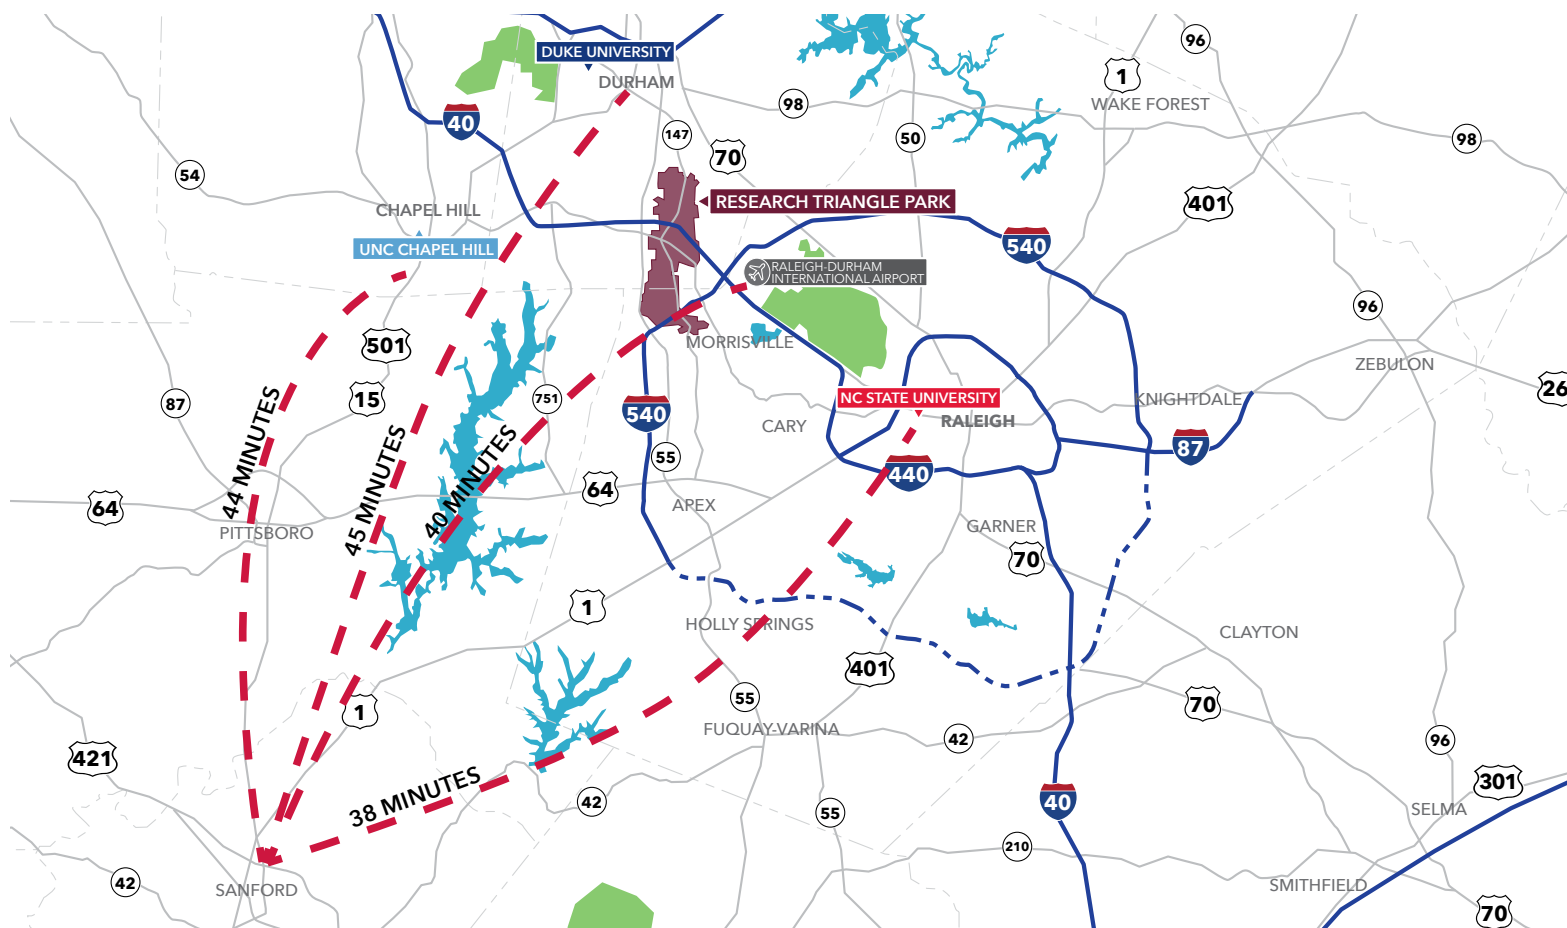 96
DUKE UNIVERSITY
1
DURHAM
98
WAKE FOREST
40
147
50
98
70
54
RESEARCH TRIANGLE PARK
401
CHAPEL HILL
UNC CHAPEL HILL
540
RALEIGH-DURHAM
INTERNATIONAL AIRPORT
96
501
MORRISVILLE
ZEBULON
15
87
751
26
NC STATE UNIVERSITY
KNIGHTDALE
540
CARY
RALEIGH
44 MINUTES
45 MINUTES
40 MINUTES
87
55
440
64
64
APEX
PITTSBORO
GARNER
70
1
HOLLY SPRINGS
CLAYTON
401
55
70
1
FUQUAY-VARINA
42
96
421
38 MINUTES
301
42
40
55
SELMA
210
42
SANFORD
SMITHFIELD
70